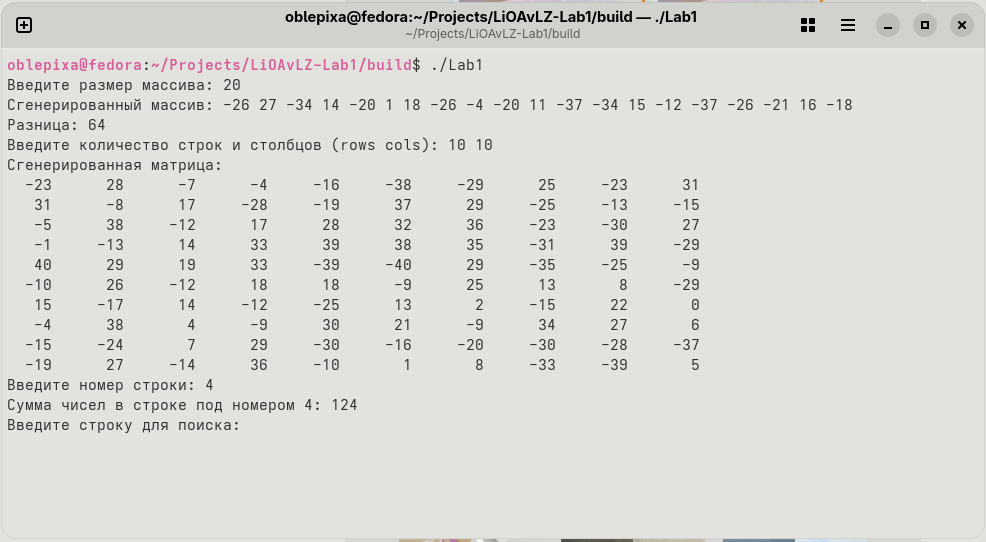 oblepixa@fedora:~/Projects/LiOAvLZ-Lab1/build — ./Lab1
~/Projects/LiOAvLZ-Lab1/build
oblepixa@fedora:~/Projects/LiOAvLZ-Lab1/build$ ./Lab1
Введите размер массива: 20
Сгенерированный массив: -26 27 -34 14 -20 1 18 -26 -4 -20 11 -37 -34 15 -12 -37 -26 -21 16 -18
Разница: 64
Введите количество строк и столбцов (rows cols): 10 10
Сгенерированная матрица:
-23 28 -7 -4 -16 -38 -29 25 -23 31
31 -8 17 -28 -19 37 29 -25 -13 -15
-5 38 -12 17 28 32 36 -23 -30 27
-1 -13 14 33 39 38 35 -31 39 -29
40 29 19 33 -39 -40 29 -35 -25 -9
-10 26 -12 18 18 -9 25 13 8 -29
15 -17 14 -12 -25 13 2 -15 22 0
-4 38 4 -9 30 21 -9 34 27 6
-15 -24 7 29 -30 -16 -20 -30 -28 -37
-19 27 -14 36 -10 1 8 -33 -39 5
Введите номер строки: 4
Сумма чисел в строке под номером 4: 124
Введите строку для поиска: